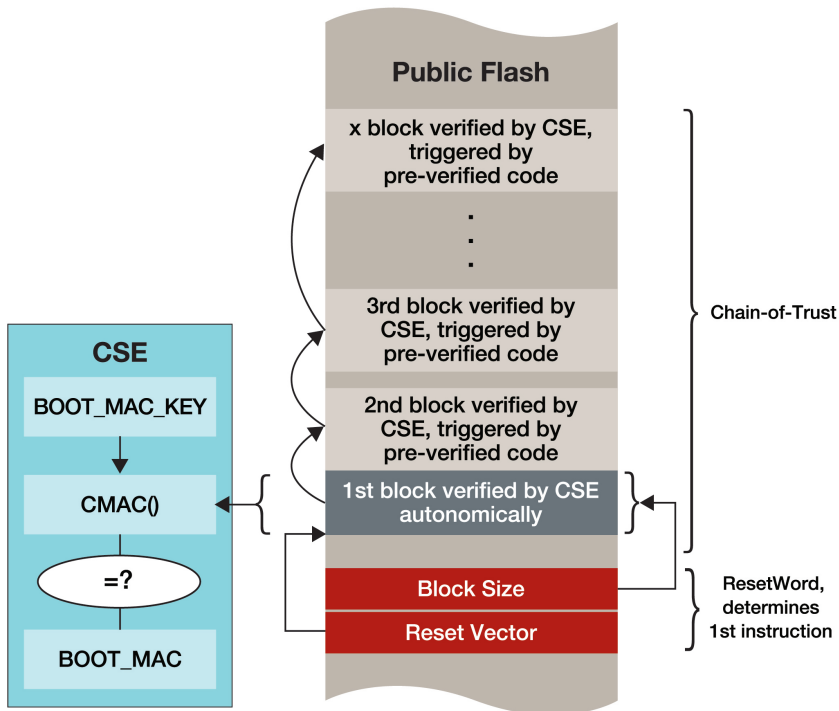 Public Flash
x block verified by CSE,
triggered by
pre-verified code
.
.
.
3rd block verified by
CSE, triggered by
pre-verified code
2nd block verified by
CSE, triggered by
pre-verified code
1st block verified by CSE
autonomically
Block Size
Reset Vector
CSE
BOOT_MAC_KEY
CMAC()
=?
BOOT_MAC
Chain-of-Trust
ResetWord,
determines
1st instruction